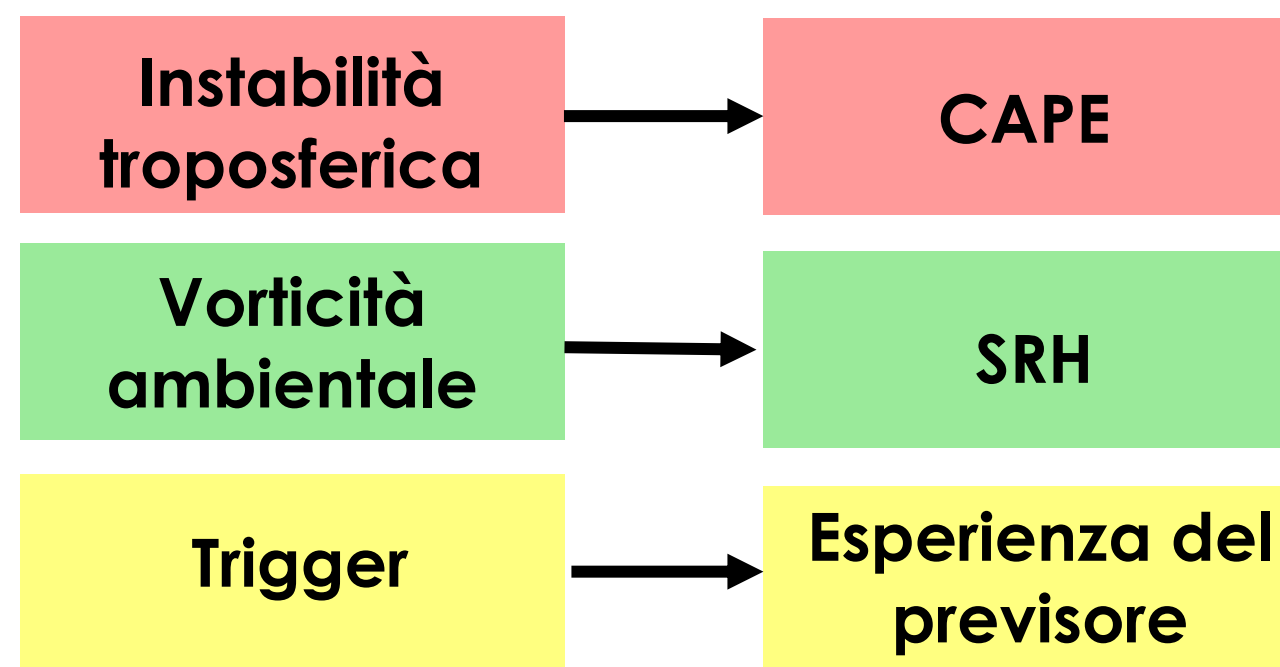 Instabilità
troposferica
CAPE
Vorticità
ambientale
SRH
Trigger
Esperienza del
previsore